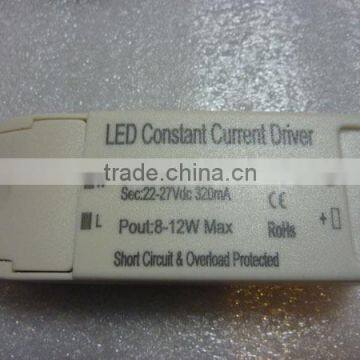 LED Constant Current Driver
trade.china.cn
Sec:22-27Vdc 320mA
CE
L
Pout:8-12W Max
RoHs
+
Short Circuit & Overload Protected